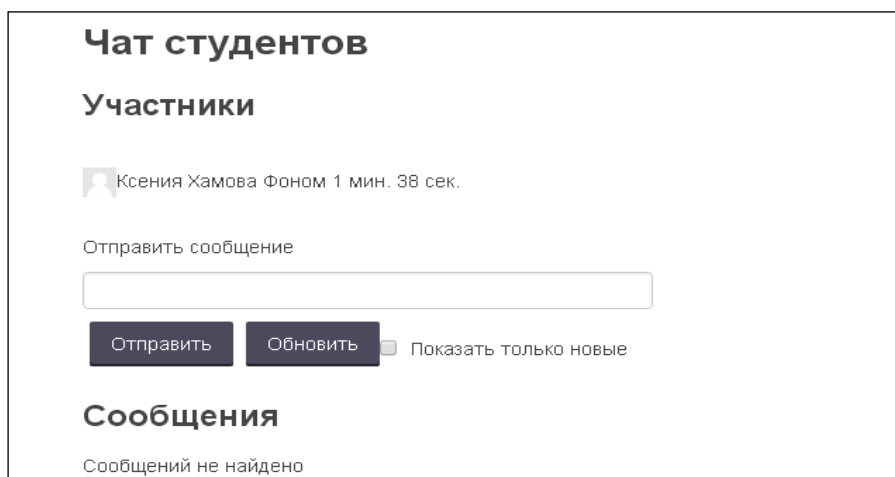 Чат студентов
Участники
Ксения Хамова Фоном 1 мин. 38 сек.
Отправить сообщение
Отправить Обновить Показать только новые
Сообщения
Сообщений не найдено